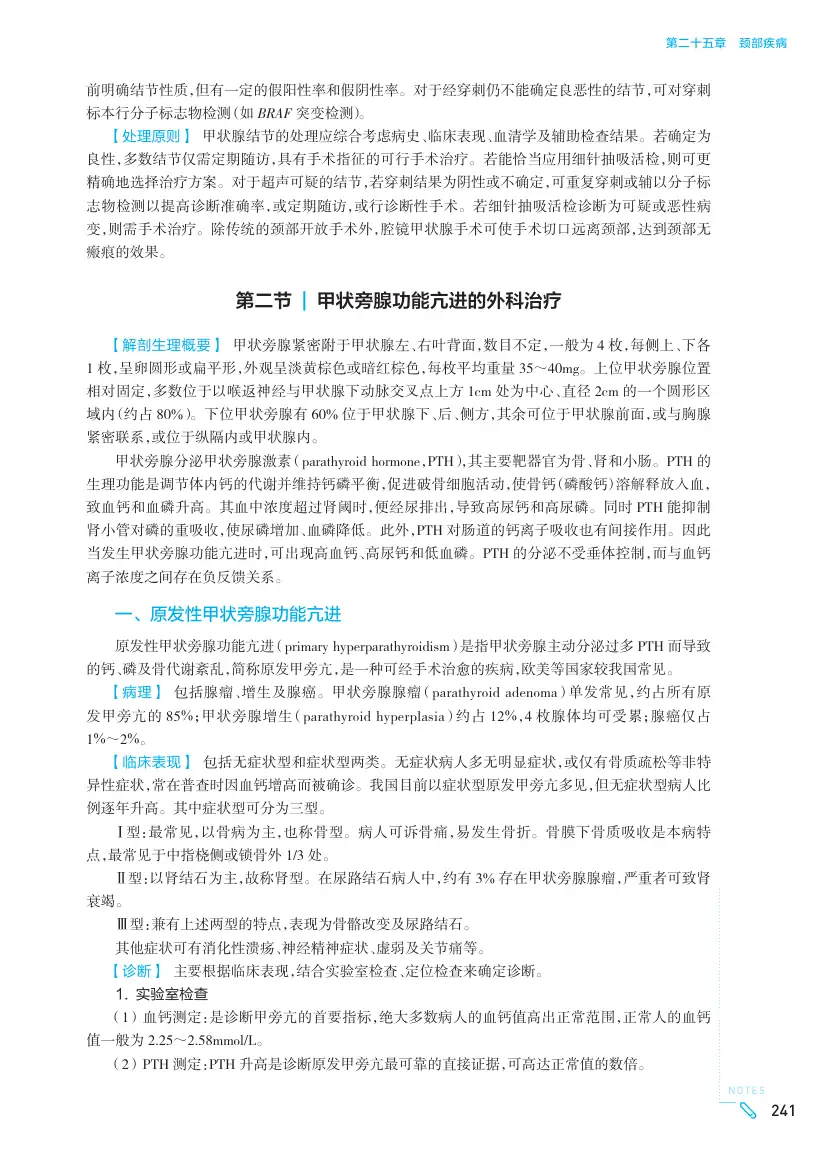 第二十五章 颈部疾病
前明确结节性质,但有一定的假阳性率和假阴性率。对于经穿刺仍不能确定良恶性的结节,可对穿刺
标本行分子标志物检测(如 BRAF 突变检测)。
【处理原则】 甲状腺结节的处理应综合考虑病史、临床表现、血清学及辅助检查结果。若确定为
良性,多数结节仅需定期随访,具有手术指征的可行手术治疗。若能恰当应用细针抽吸活检,则可更
精确地选择治疗方案。对于超声可疑的结节,若穿刺结果为阴性或不确定,可重复穿刺或辅以分子标
志物检测以提高诊断准确率,或定期随访,或行诊断性手术。若细针抽吸活检诊断为可疑或恶性病
变,则需手术治疗。除传统的颈部开放手术外,腔镜甲状腺手术可使手术切口远离颈部,达到颈部无
瘢痕的效果。
第二节 | 甲状旁腺功能亢进的外科治疗
【解剖生理概要】 甲状旁腺紧密附于甲状腺左、右叶背面,数目不定,一般为 4 枚,每侧上、下各
1 枚,呈卵圆形或扁平形,外观呈淡黄棕色或暗红棕色,每枚平均重量 35～40mg。上位甲状旁腺位置
相对固定,多数位于以喉返神经与甲状腺下动脉交叉点上方 1cm 处为中心、直径 2cm 的一个圆形区
域内(约占 80%)。下位甲状旁腺有 60% 位于甲状腺下、后、侧方,其余可位于甲状腺前面,或与胸腺
紧密联系,或位于纵隔内或甲状腺内。
甲状旁腺分泌甲状旁腺激素(parathyroid hormone,PTH),其主要靶器官为骨、肾和小肠。PTH 的
生理功能是调节体内钙的代谢并维持钙磷平衡,促进破骨细胞活动,使骨钙(磷酸钙)溶解释放入血,
致血钙和血磷升高。其血中浓度超过肾阈时,便经尿排出,导致高尿钙和高尿磷。同时 PTH 能抑制
肾小管对磷的重吸收,使尿磷增加、血磷降低。此外,PTH 对肠道的钙离子吸收也有间接作用。因此
当发生甲状旁腺功能亢进时,可出现高血钙、高尿钙和低血磷。PTH 的分泌不受垂体控制,而与血钙
离子浓度之间存在负反馈关系。
一、原发性甲状旁腺功能亢进
原发性甲状旁腺功能亢进(primary hyperparathyroidism)是指甲状旁腺主动分泌过多 PTH 而导致
的钙、磷及骨代谢紊乱,简称原发甲旁亢,是一种可经手术治愈的疾病,欧美等国家较我国常见。
【病理】 包括腺瘤、增生及腺癌。甲状旁腺腺瘤(parathyroid adenoma)单发常见,约占所有原
发甲旁亢的 85%;甲状旁腺增生(parathyroid hyperplasia)约占 12%,4 枚腺体均可受累;腺癌仅占
1%～2%。
【临床表现】 包括无症状型和症状型两类。无症状病人多无明显症状,或仅有骨质疏松等非特
异性症状,常在普查时因血钙增高而被确诊。我国目前以症状型原发甲旁亢多见,但无症状型病人比
例逐年升高。其中症状型可分为三型。
Ⅰ型:最常见,以骨病为主,也称骨型。病人可诉骨痛,易发生骨折。骨膜下骨质吸收是本病特
点,最常见于中指桡侧或锁骨外 1/3 处。
Ⅱ型:以肾结石为主,故称肾型。在尿路结石病人中,约有 3% 存在甲状旁腺腺瘤,严重者可致肾
衰竭。
Ⅲ型:兼有上述两型的特点,表现为骨骼改变及尿路结石。
其他症状可有消化性溃疡、神经精神症状、虚弱及关节痛等。
【诊断】 主要根据临床表现,结合实验室检查、定位检查来确定诊断。
1. 实验室检查
(1)血钙测定:是诊断甲旁亢的首要指标,绝大多数病人的血钙值高出正常范围,正常人的血钙
值一般为 2.25～2.58mmol/L。
(2)PTH 测定:PTH 升高是诊断原发甲旁亢最可靠的直接证据,可高达正常值的数倍。
NOTES
241